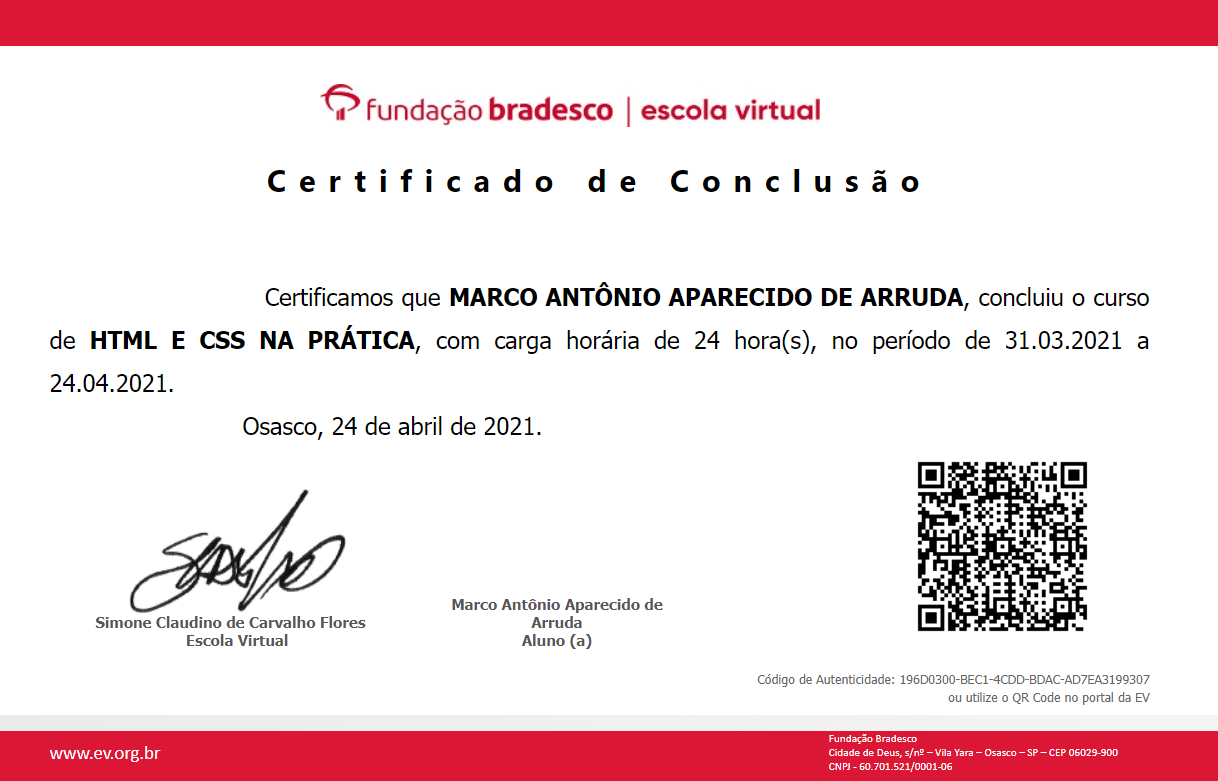 fundação bradesco | escola virtual
Certificado de Conclusão
Certificamos que MARCO ANTÔNIO APARECIDO DE ARRUDA, concluiu o curso
de HTML E CSS NA PRÁTICA, com carga horária de 24 hora(s), no período de 31.03.2021 a
24.04.2021.
Osasco, 24 de abril de 2021.
Simone Claudino de Carvalho Flores
Escola Virtual
Marco Antônio Aparecido de
Arruda
Aluno (a)
Código de Autenticidade: 196D0300-BEC1-4CDD-BDAC-AD7EA3199307
ou utilize o QR Code no portal da EV
www.ev.org.br
Fundação Bradesco
Cidade de Deus, s/nº – Vila Yara – Osasco – SP – CEP 06029-900
CNPJ - 60.701.521/0001-06